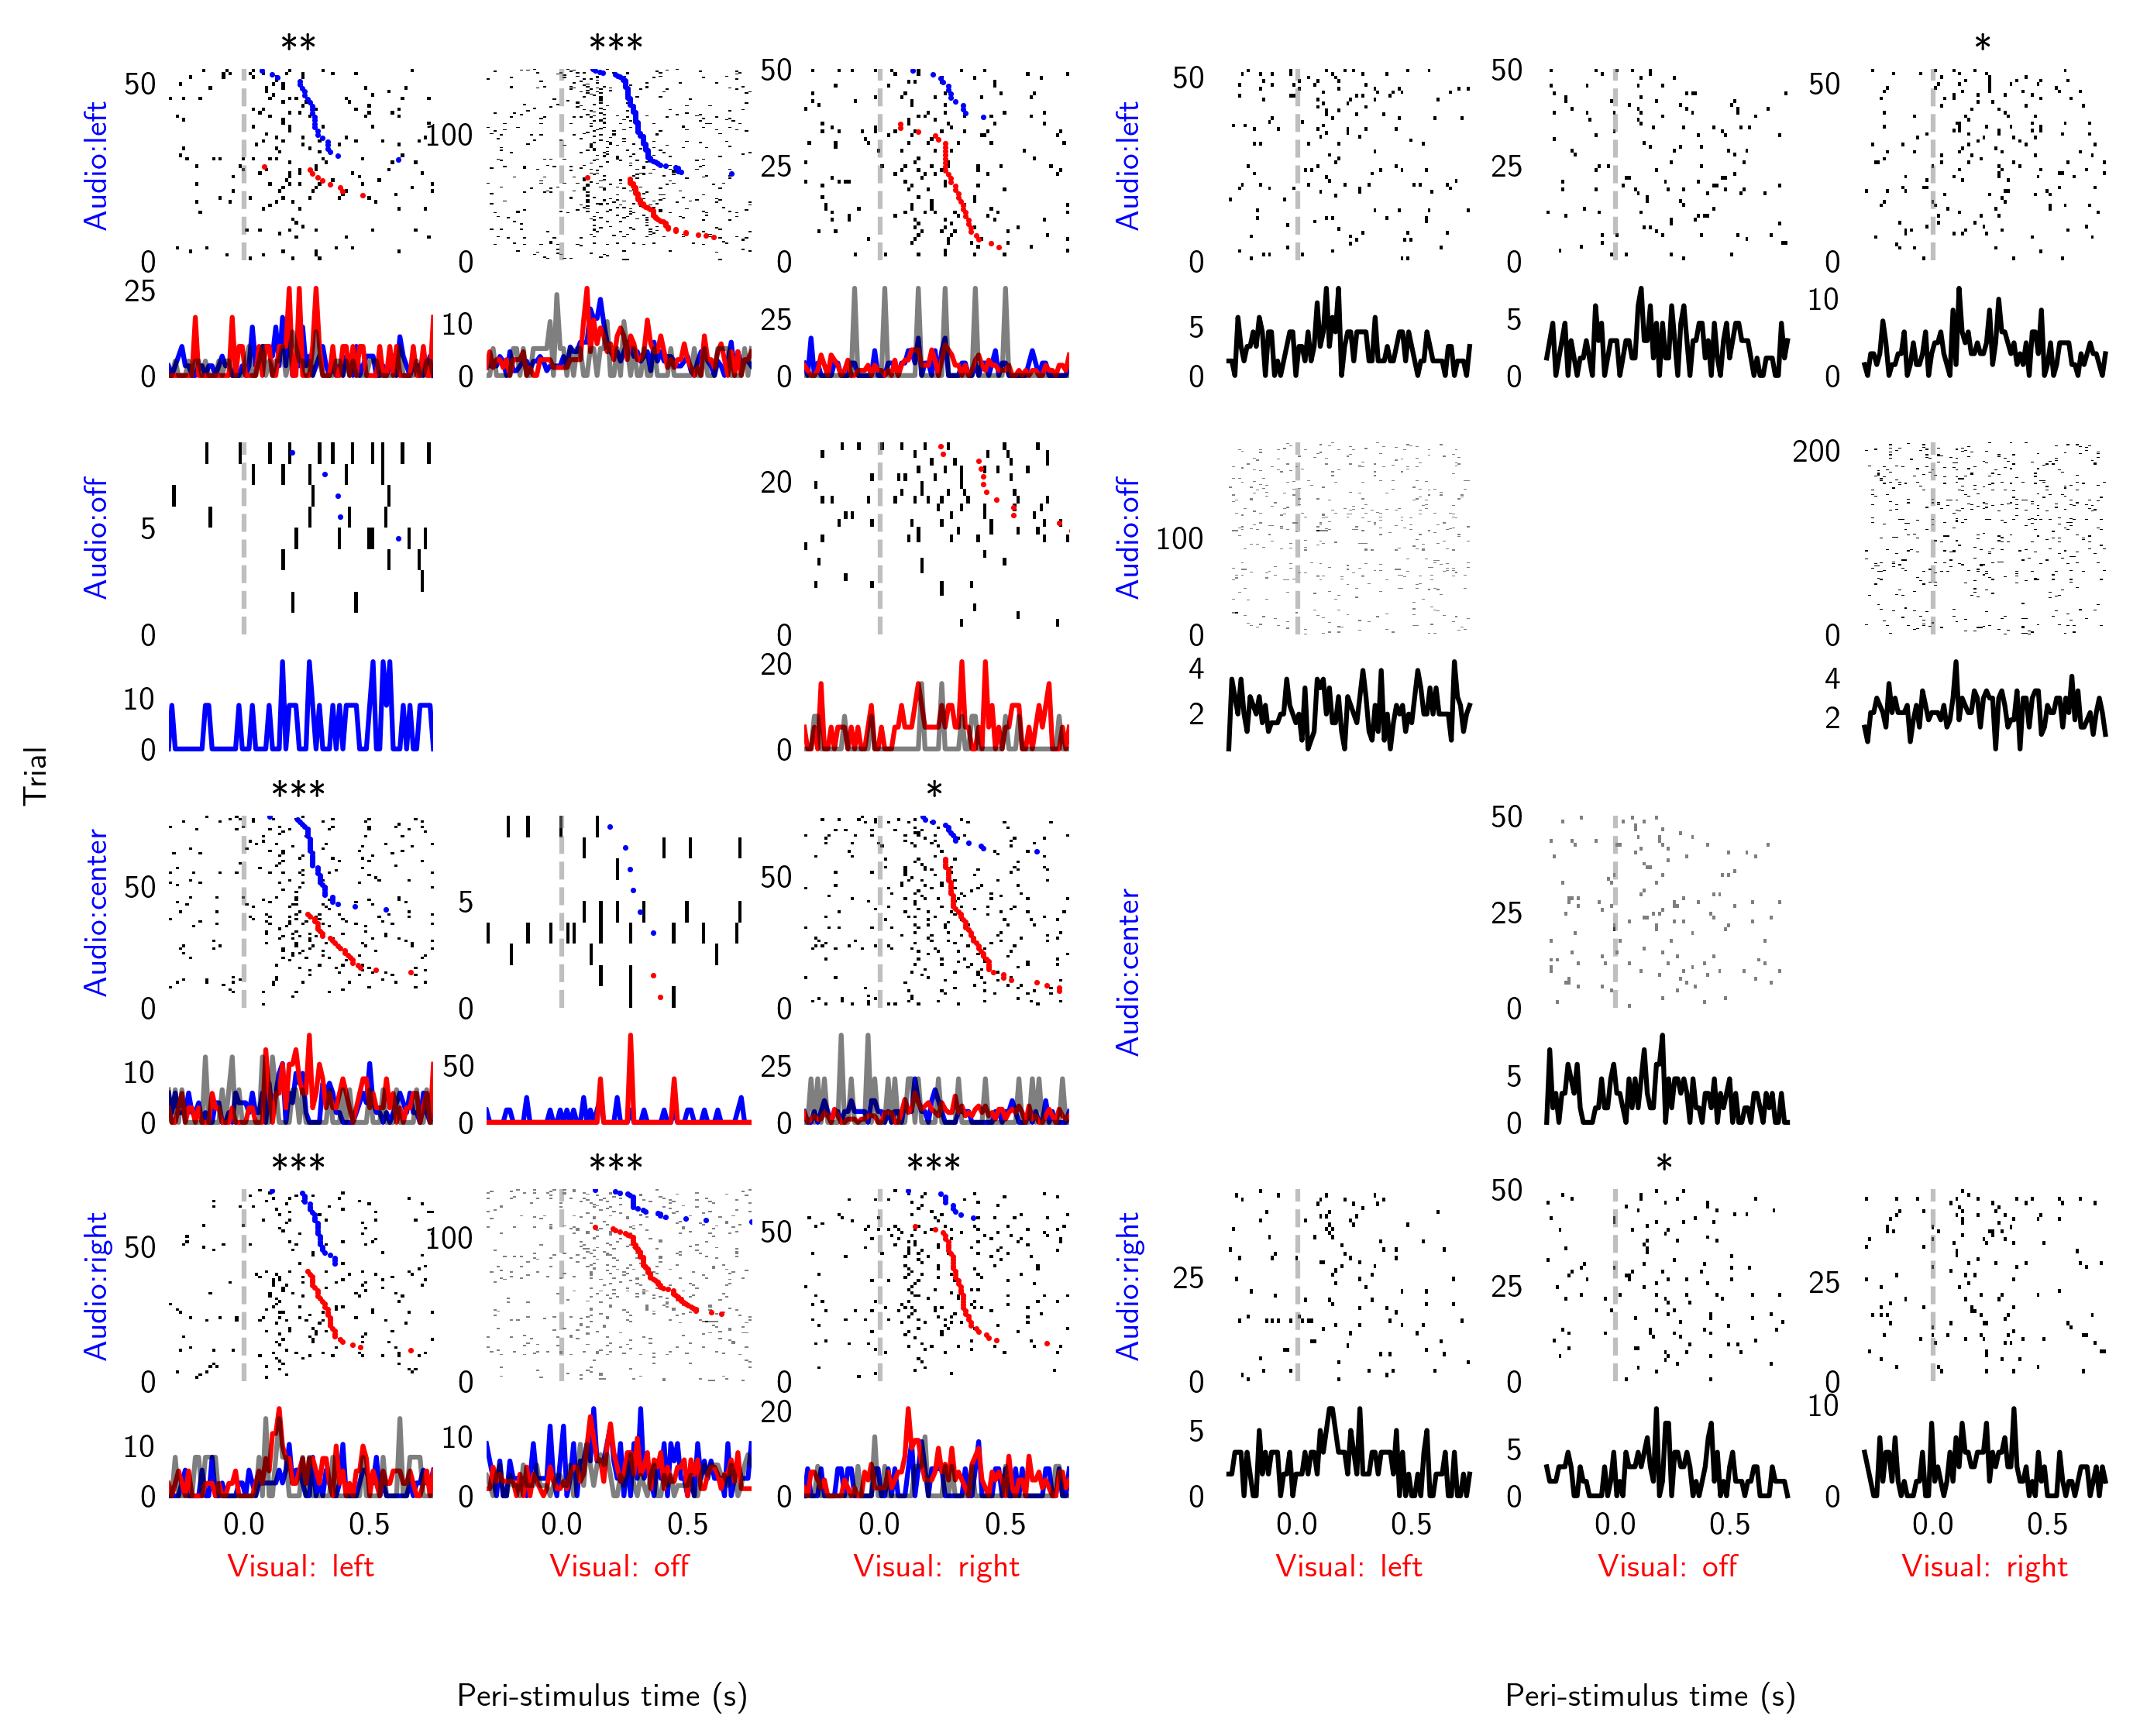 ** *** *
Audio:left 50 0 100 0 50 25 0 Audio:left 50 25 0 50 25 0 50 0
25 0 10 0 25 0 5 0 5 0 10 0
Audio:off 5 0 20 0 Audio:off 100 0 200 100 0
10 0 20 0 4 2 4 2
*** *
Audio:center 50 0 5 0 50 0 Audio:center 50 25 0
10 0 50 0 25 0 5 0
*** *** *** *
Audio:right 50 0 100 0 50 0 Audio:right 25 0 50 25 0 25 0
10 0 10 0 20 0 5 0 5 0 10 0
0.0 0.5 0.0 0.5 0.0 0.5 0.0 0.5 0.0 0.5 0.0 0.5
Visual: left Visual: off Visual: right Visual: left Visual: off Visual: right
Trial
Peri-stimulus time (s) Peri-stimulus time (s)